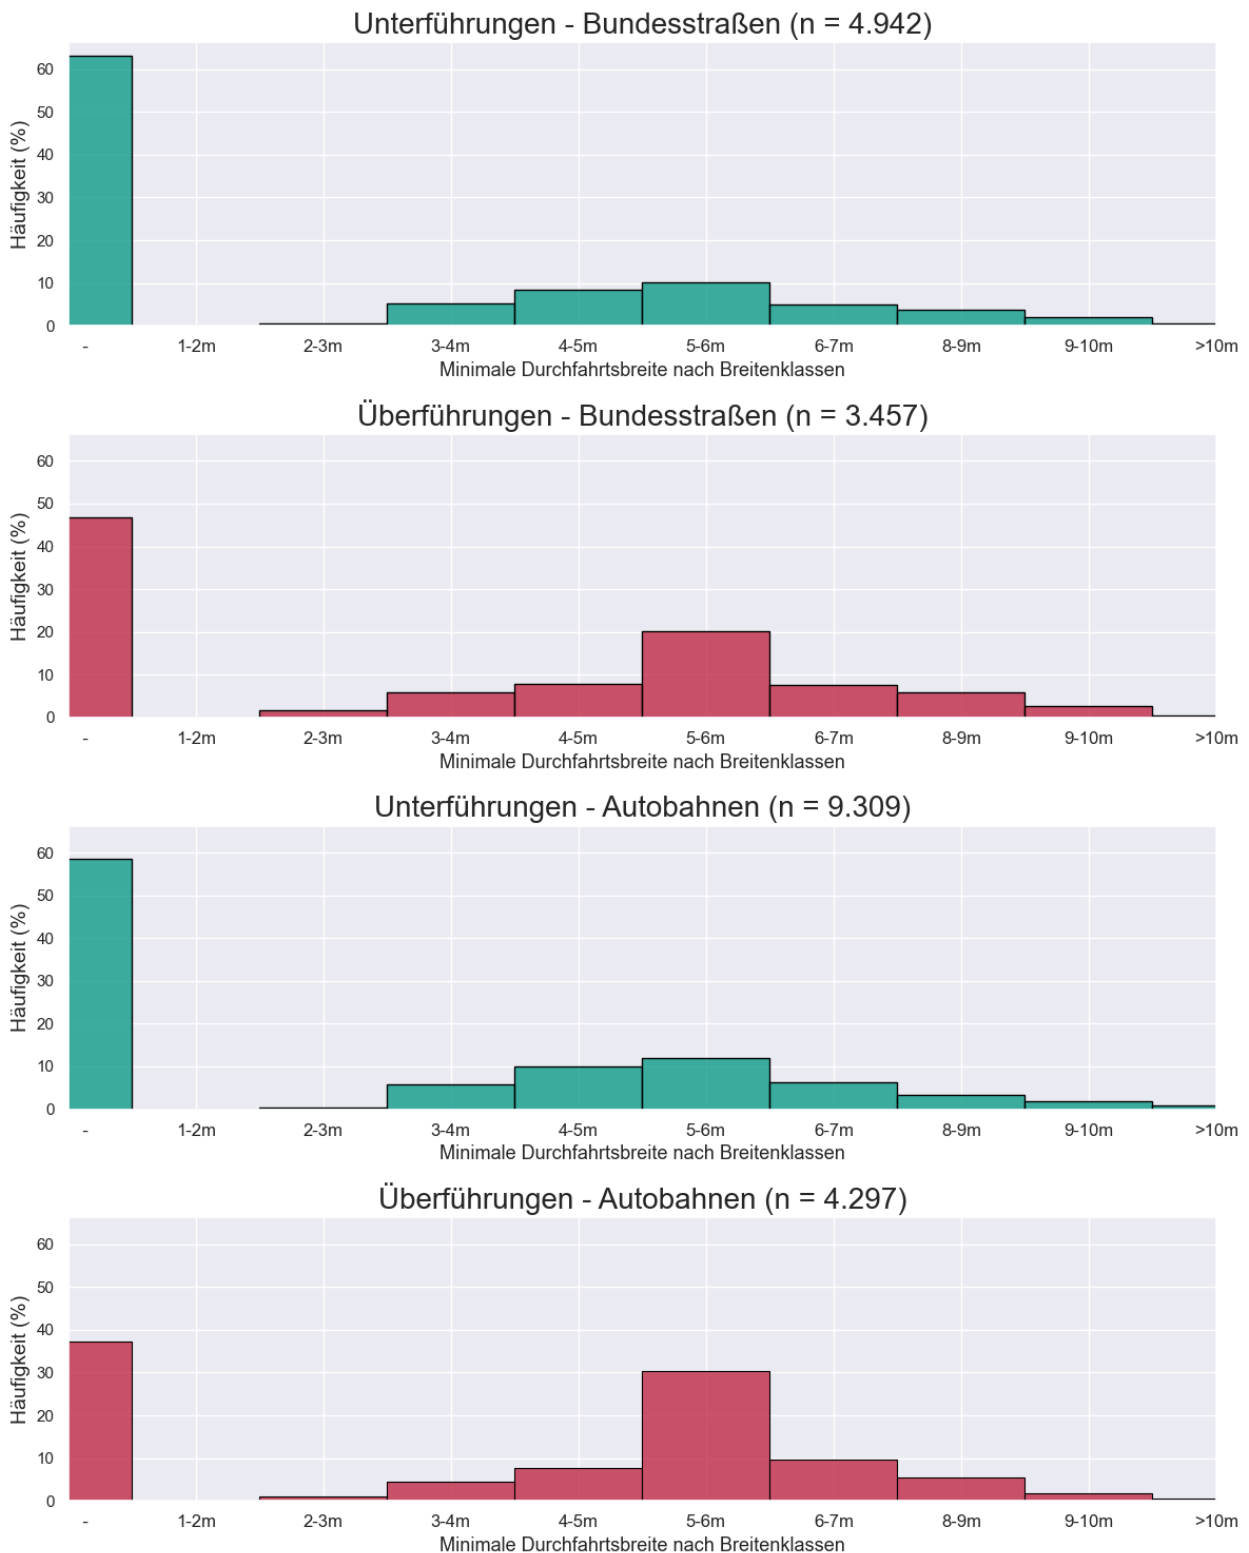 Unterführungen - Bundesstraßen (n = 4.942)
60
50
40
30
20
10
0
Häufigkeit (%)
- 1-2m 2-3m 3-4m 4-5m 5-6m 6-7m 8-9m 9-10m >10m
Minimale Durchfahrtsbreite nach Breitenklassen
Überführungen - Bundesstraßen (n = 3.457)
60
50
40
30
20
10
0
Häufigkeit (%)
- 1-2m 2-3m 3-4m 4-5m 5-6m 6-7m 8-9m 9-10m >10m
Minimale Durchfahrtsbreite nach Breitenklassen
Unterführungen - Autobahnen (n = 9.309)
60
50
40
30
20
10
0
Häufigkeit (%)
- 1-2m 2-3m 3-4m 4-5m 5-6m 6-7m 8-9m 9-10m >10m
Minimale Durchfahrtsbreite nach Breitenklassen
Überführungen - Autobahnen (n = 4.297)
60
50
40
30
20
10
0
Häufigkeit (%)
- 1-2m 2-3m 3-4m 4-5m 5-6m 6-7m 8-9m 9-10m >10m
Minimale Durchfahrtsbreite nach Breitenklassen